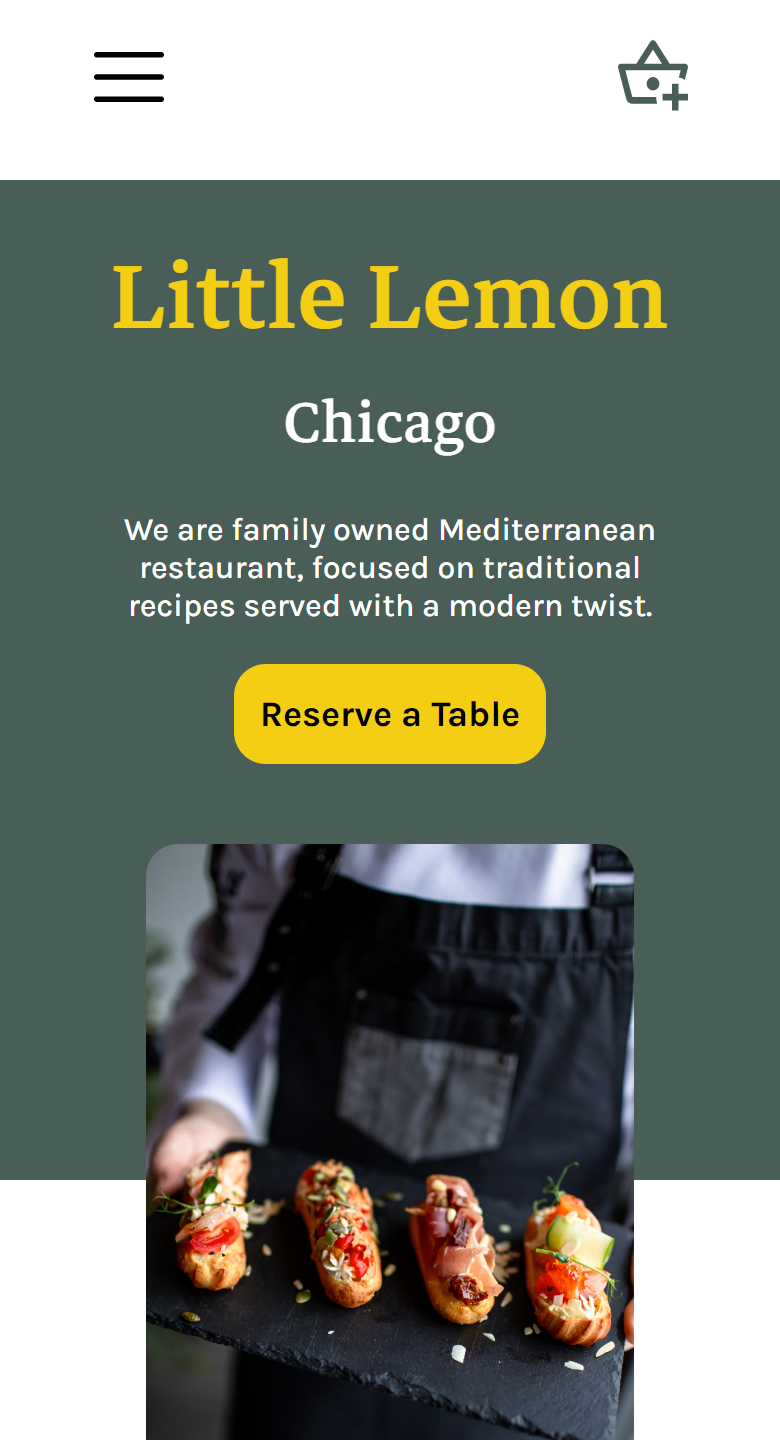 Little Lemon
Chicago
We are family owned Mediterranean
restaurant, focused on traditional
recipes served with a modern twist.
Reserve a Table